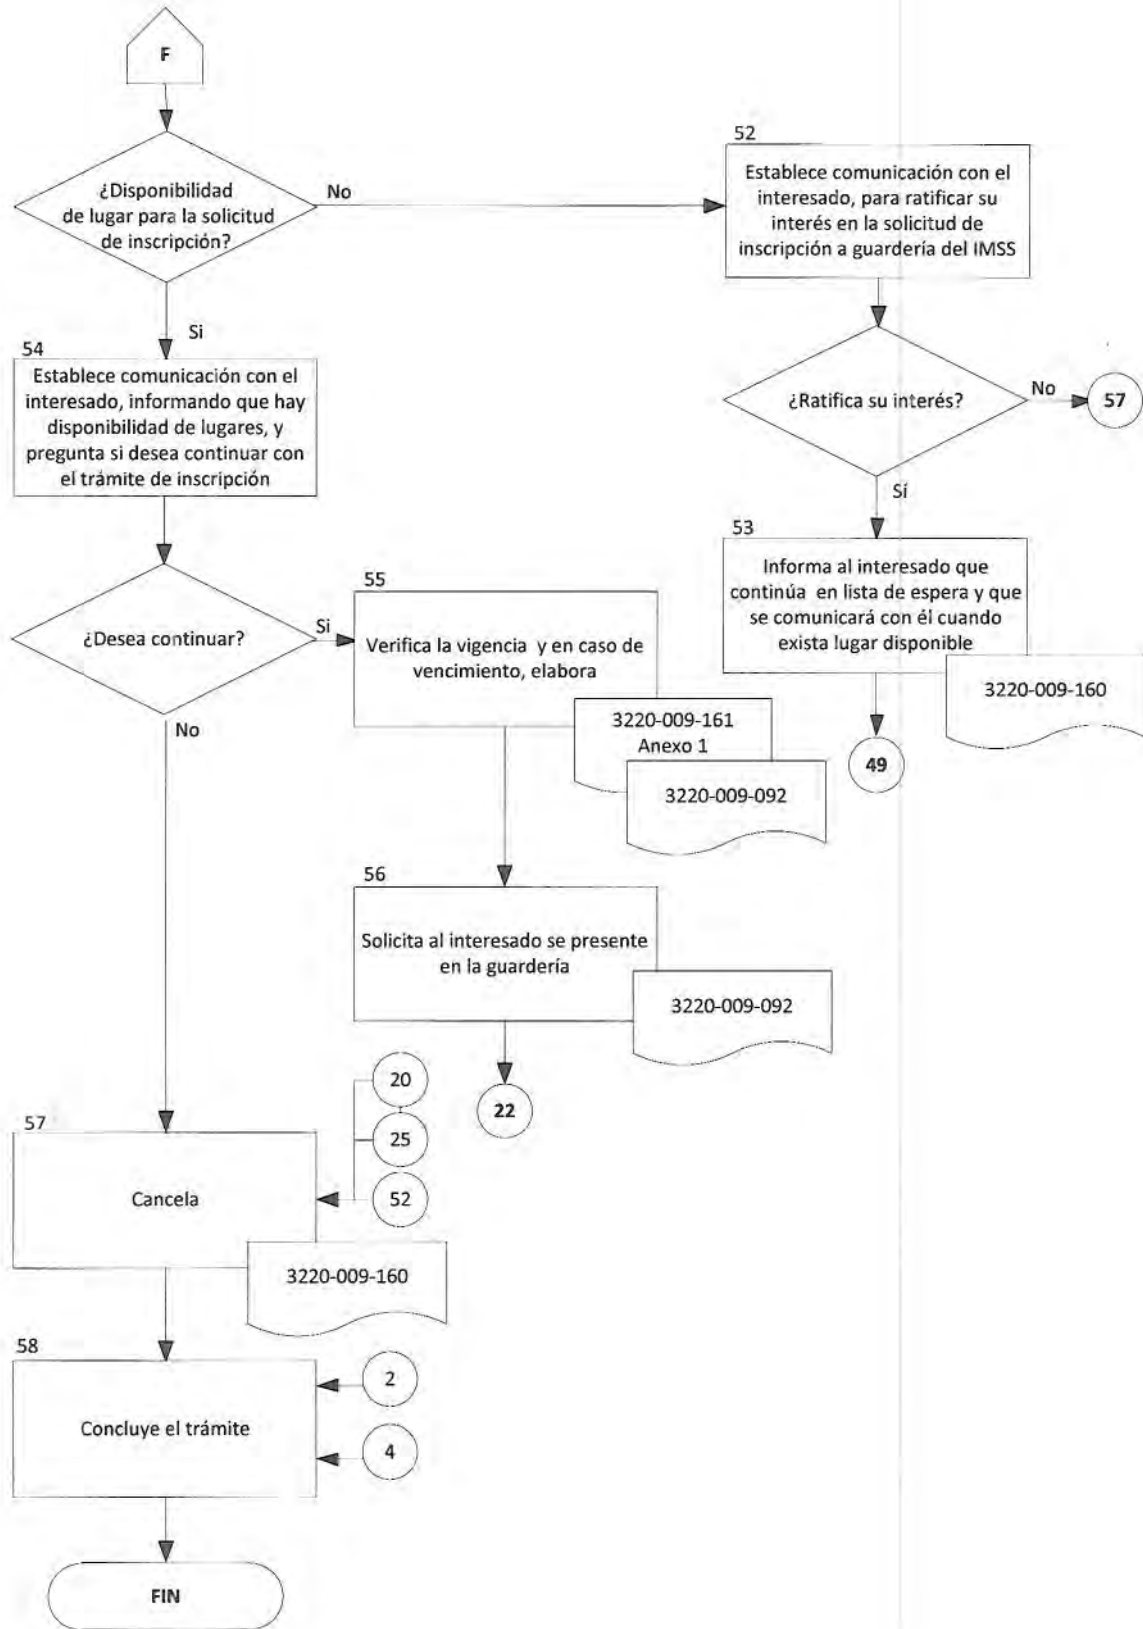 F
¿Disponibilidad
de lugar para la solicitud
de inscripción?
No
Si
52
Establece comunicación con el
interesado, para ratificar su
interés en la solicitud de
inscripción a guardería del IMSS
¿Ratifica su interés?
No
57
Sí
53
Informa al interesado que
continúa en lista de espera y que
se comunicará con él cuando
exista lugar disponible
3220-009-160
49
54
Establece comunicación con el
interesado, informando que hay
disponibilidad de lugares, y
pregunta si desea continuar con
el trámite de inscripción
¿Desea continuar?
Si
No
55
Verifica la vigencia y en caso de
vencimiento, elabora
3220-009-161
Anexo 1
3220-009-092
56
Solicita al interesado se presente
en la guardería
3220-009-092
22
20
25
52
57
Cancela
3220-009-160
58
Concluye el trámite
2
4
FIN